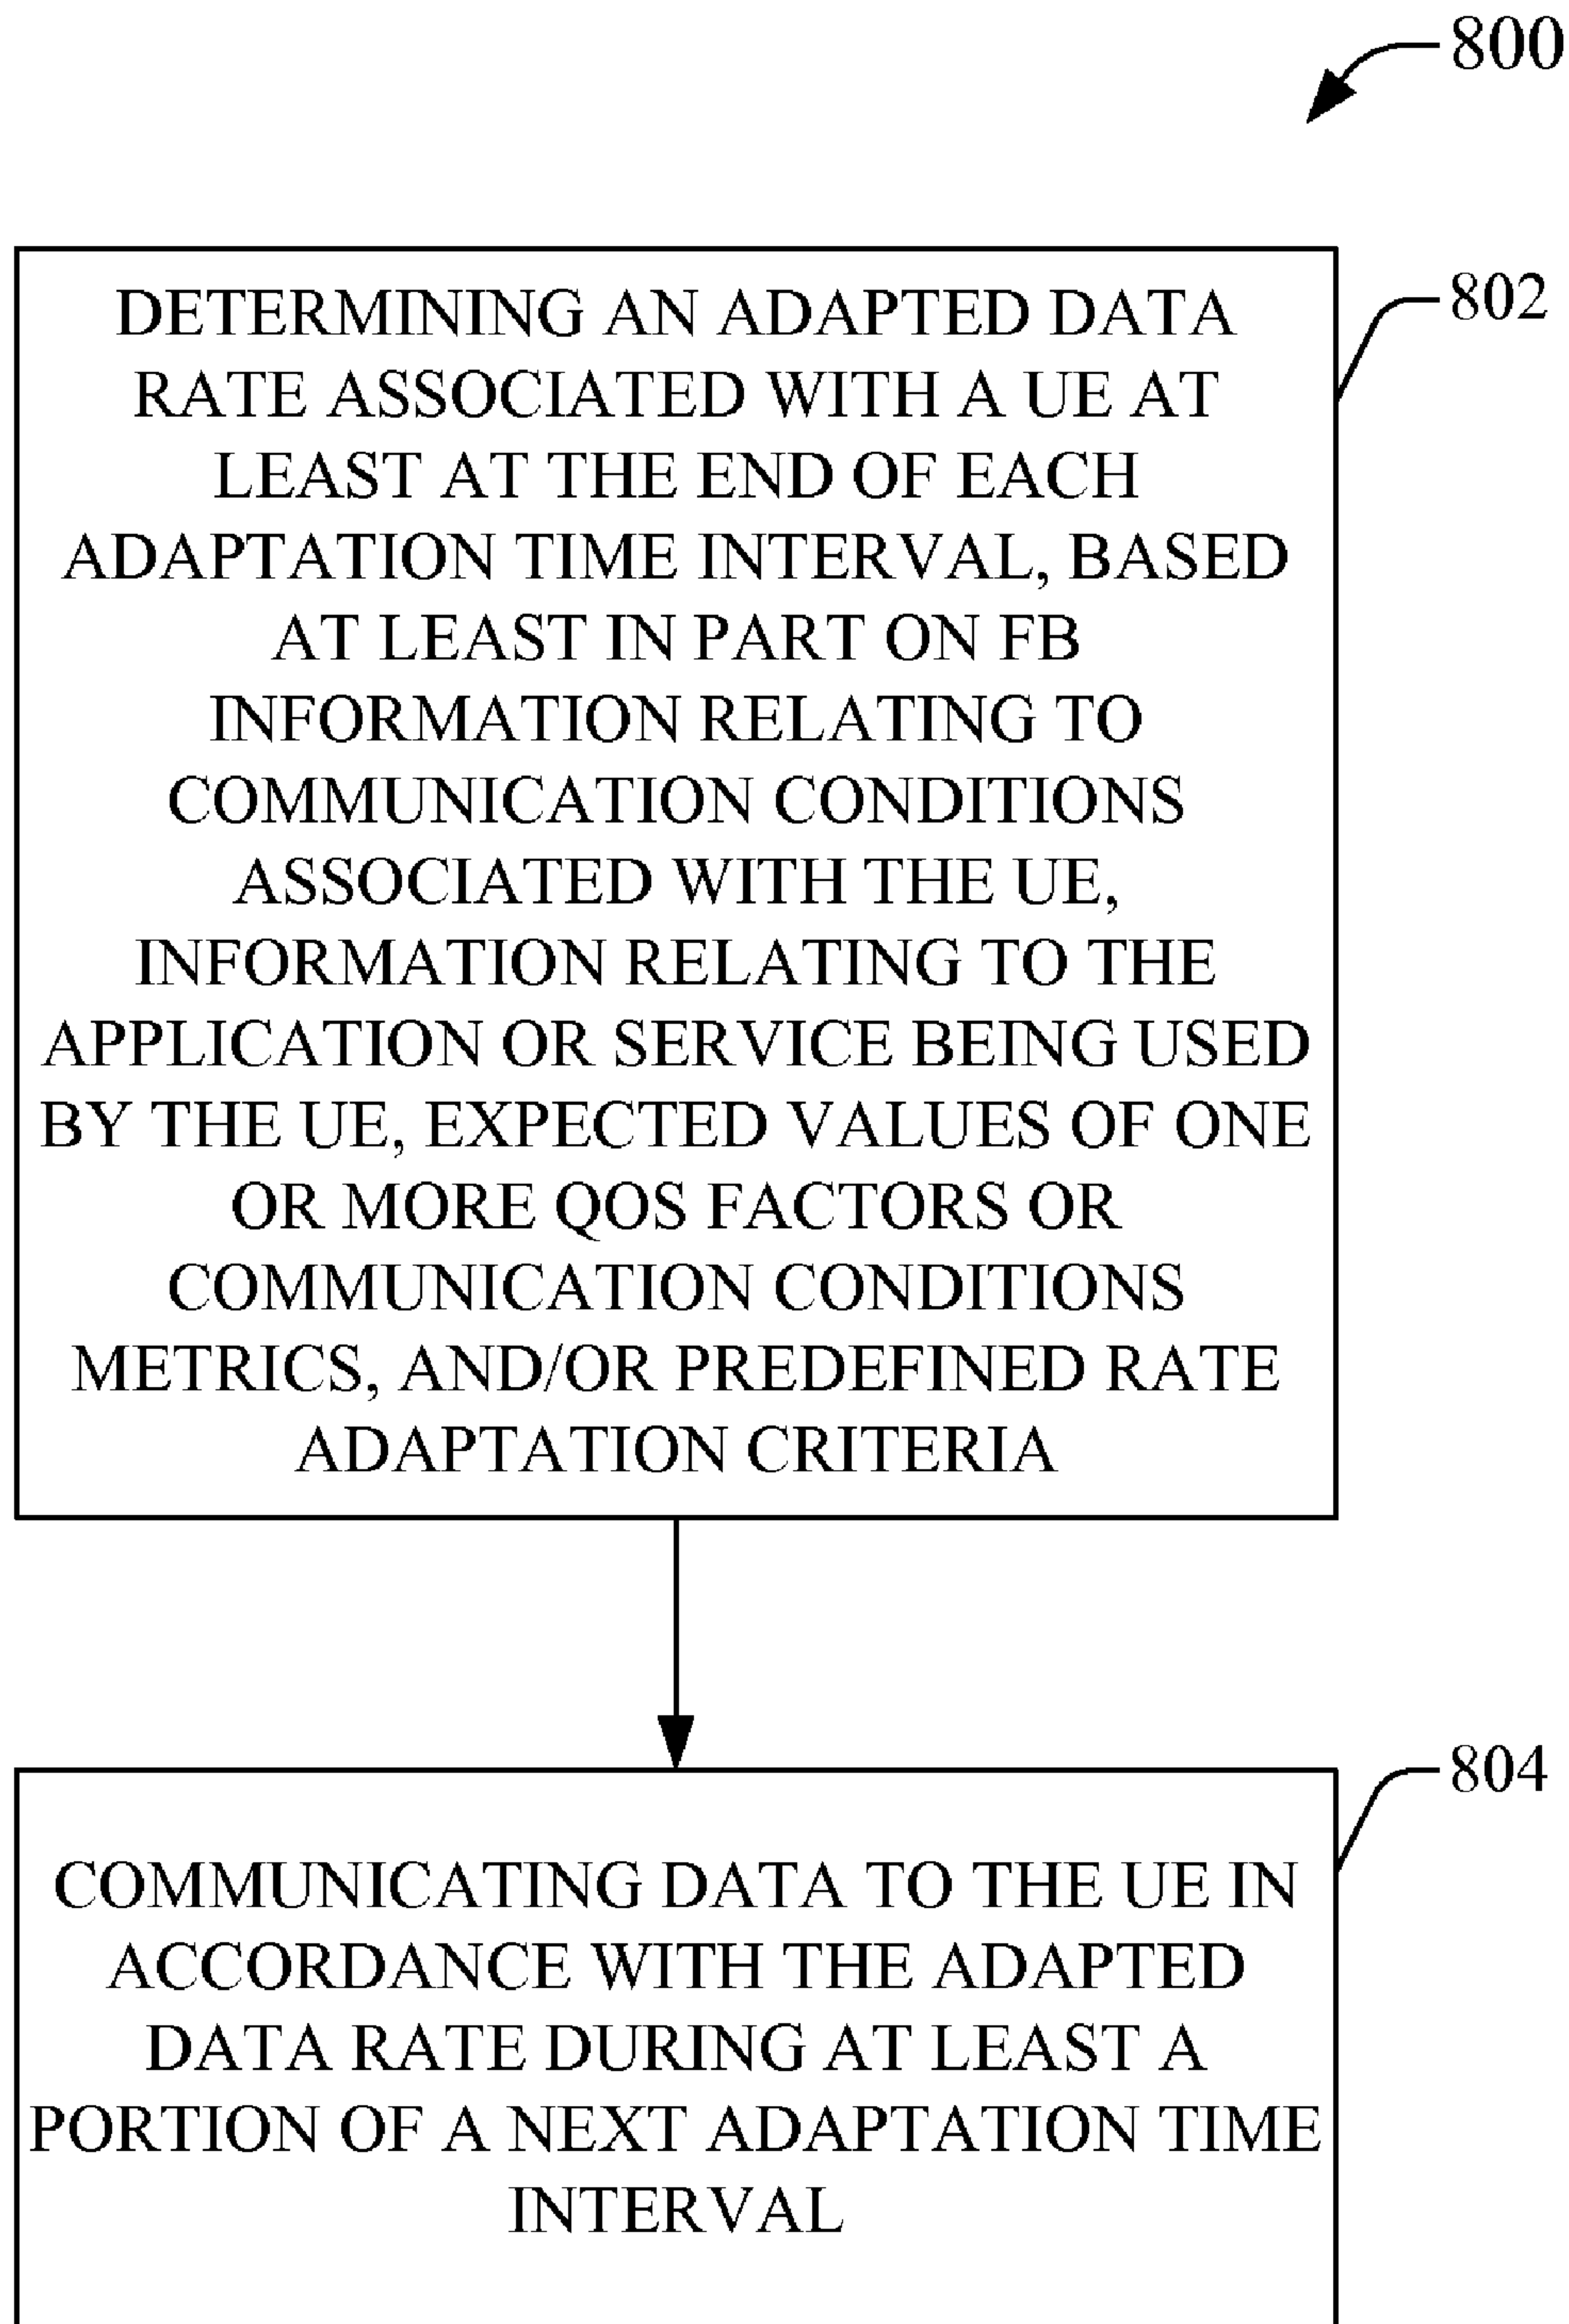 800
802
DETERMINING AN ADAPTED DATA
RATE ASSOCIATED WITH A UE AT
LEAST AT THE END OF EACH
ADAPTATION TIME INTERVAL, BASED
AT LEAST IN PART ON FB
INFORMATION RELATING TO
COMMUNICATION CONDITIONS
ASSOCIATED WITH THE UE,
INFORMATION RELATING TO THE
APPLICATION OR SERVICE BEING USED
BY THE UE, EXPECTED VALUES OF ONE
OR MORE QOS FACTORS OR
COMMUNICATION CONDITIONS
METRICS, AND/OR PREDEFINED RATE
ADAPTATION CRITERIA
804
COMMUNICATING DATA TO THE UE IN
ACCORDANCE WITH THE ADAPTED
DATA RATE DURING AT LEAST A
PORTION OF A NEXT ADAPTATION TIME
INTERVAL